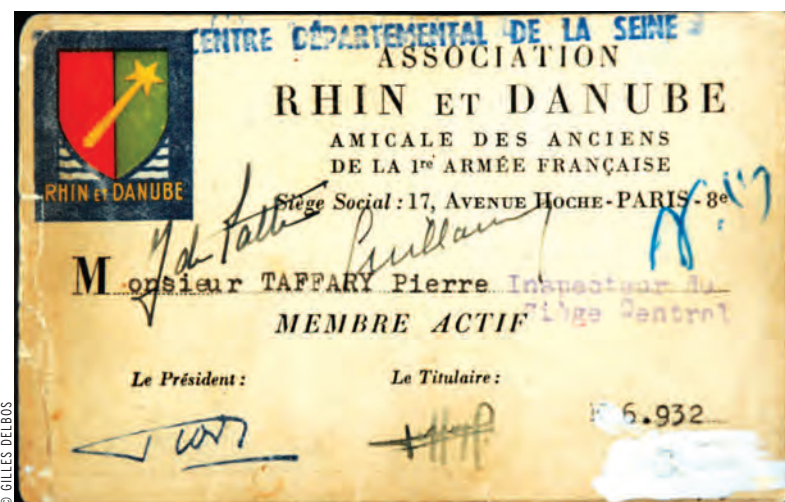 CENTRE DÉPARTEMENTAL DE LA SEINE
ASSOCIATION
RHIN ET DANUBE
AMICALE DES ANCIENS
DE LA 1re ARMÉE FRANÇAISE
Siège Social : 17, AVENUE HOCHE - PARIS - 8e
RHIN ET DANUBE
Monsieur TAFFARY Pierre Inspecteur du
Siège Central
MEMBRE ACTIF
Le Président :
Le Titulaire :
6.932
© GILLES DELBOS